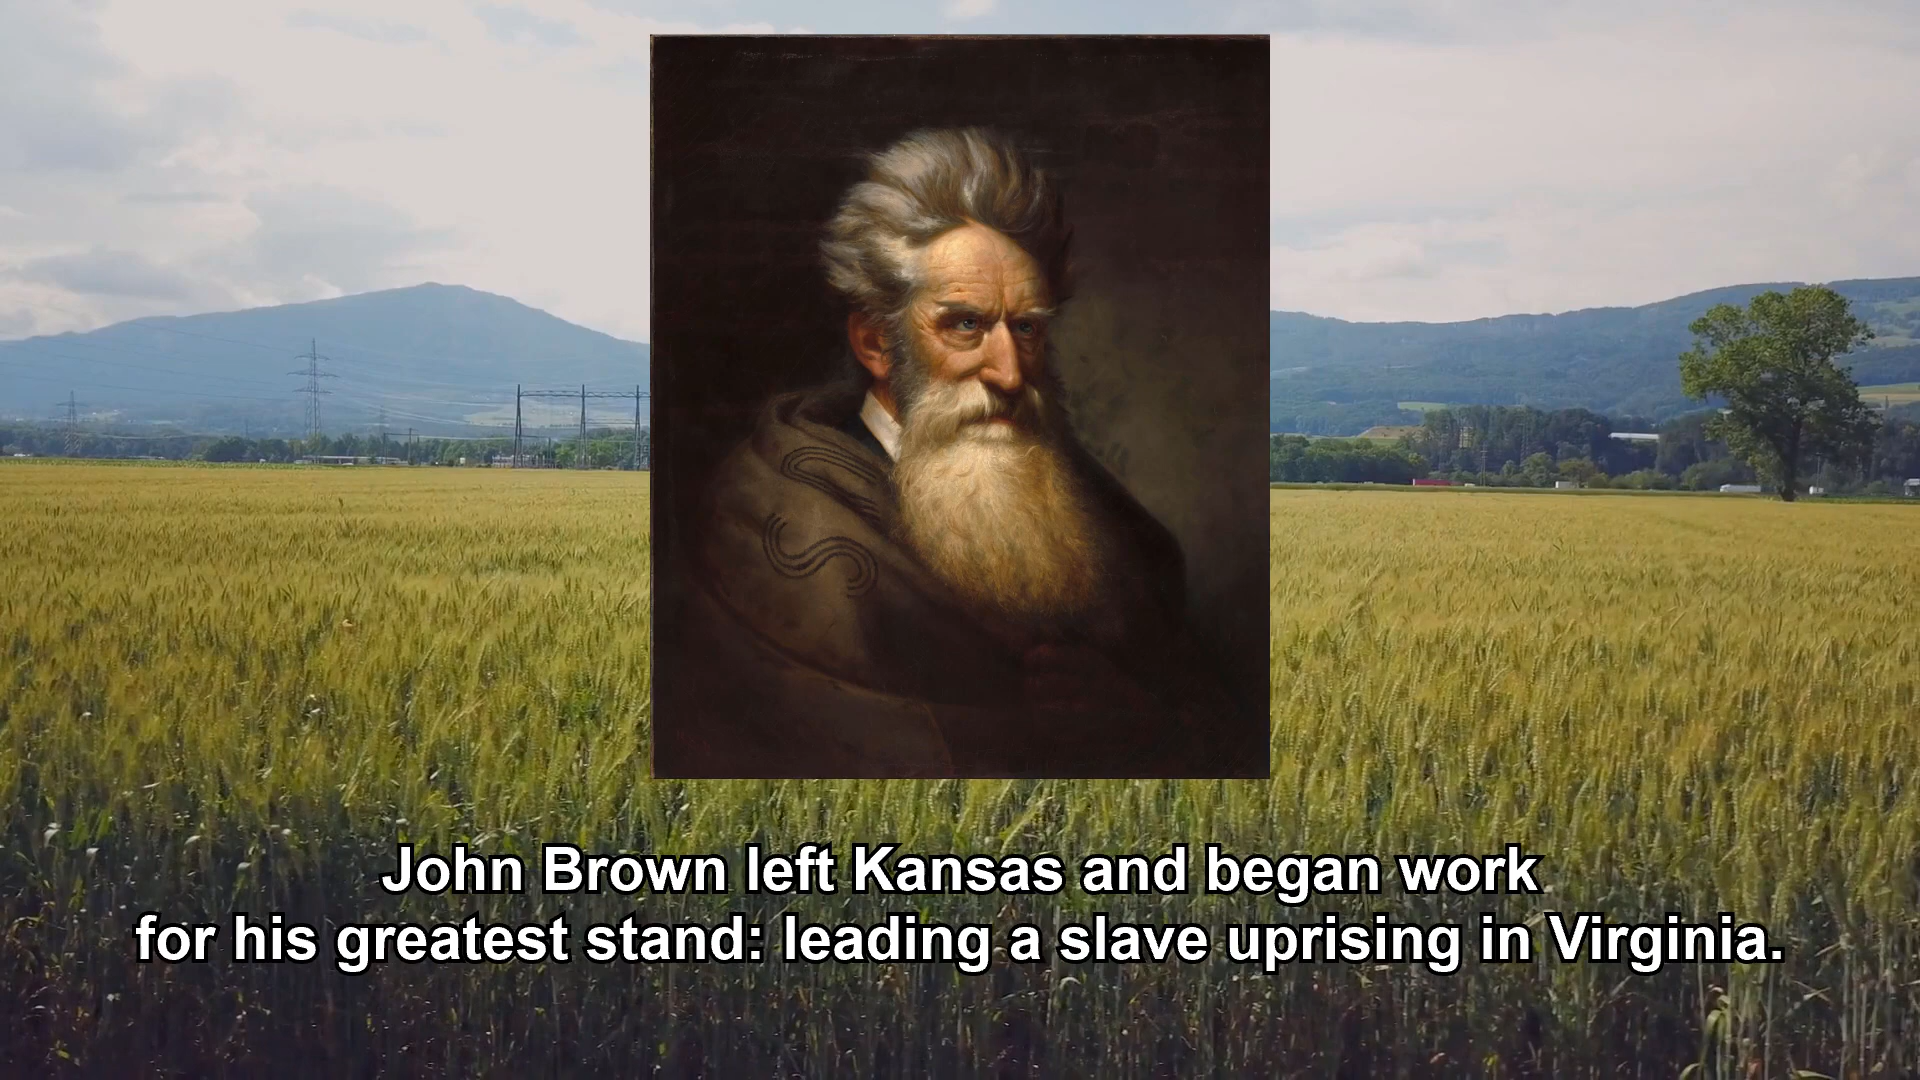 John Brown left Kansas and began work
for his greatest stand: leading a slave uprising in Virginia.